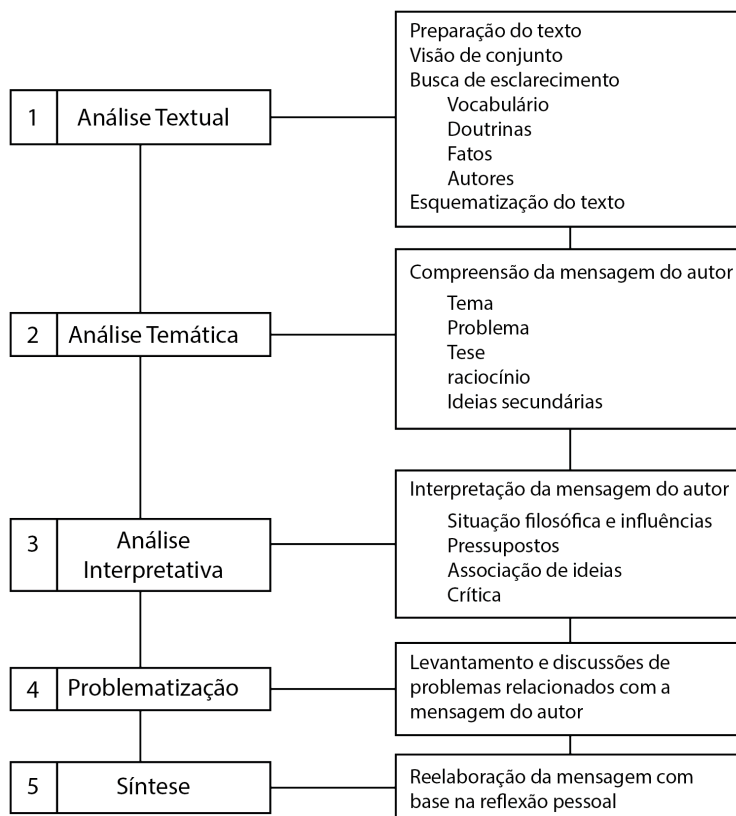 1 Análise Textual
Preparação do texto
Visão de conjunto
Busca de esclarecimento
Vocabulário
Doutrinas
Fatos
Autores
Esquematização do texto
2 Análise Temática
Compreensão da mensagem do autor
Tema
Problema
Tese
raciocínio
Ideias secundárias
3 Análise
Interpretativa
Interpretação da mensagem do autor
Situação filosófica e influências
Pressupostos
Associação de ideias
Crítica
4 Problematização
Levantamento e discussões de
problemas relacionados com a
mensagem do autor
5 Síntese
Reelaboração da mensagem com
base na reflexão pessoal